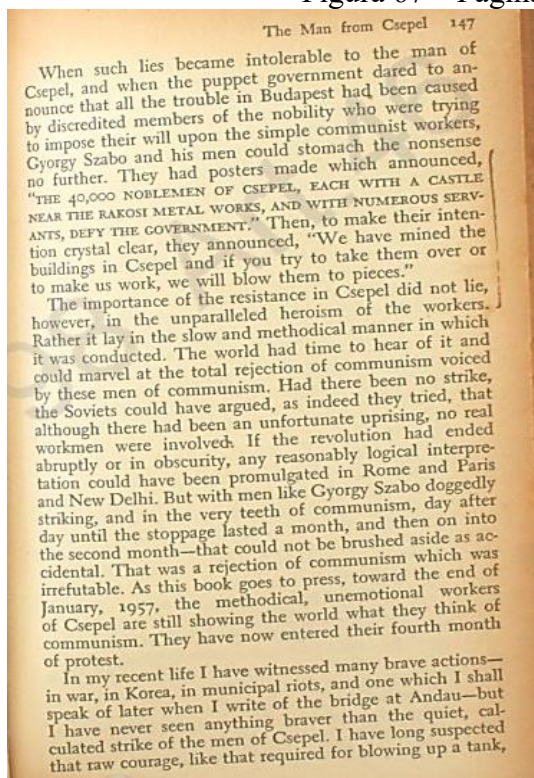 The Man from Csepel 147
When such lies became intolerable to the man of
Csepel, and when the puppet government dared to an-
nounce that all the trouble in Budapest had been caused
by discredited members of the nobility who were trying
to impose their will upon the simple communist workers,
Gyorgy Szabo and his men could stomach the nonsense
no further. They had posters made which announced,
"THE 40,000 NOBLEMEN OF CSEPEL, EACH WITH A CASTLE
NEAR THE RAKOSI METAL WORKS, AND WITH NUMEROUS SERV-
ANTS, DEFY THE GOVERNMENT." Then, to make their inten-
tion crystal clear, they announced, "We have mined the
buildings in Csepel and if you try to take them over or
to make us work, we will blow them to pieces."
The importance of the resistance in Csepel did not lie,
however, in the unparalleled heroism of the workers.
Rather it lay in the slow and methodical manner in which
it was conducted. The world had time to hear of it and
could marvel at the total rejection of communism voiced
by these men of communism. Had there been no strike,
the Soviets could have argued, as indeed they tried, that
although there had been an unfortunate uprising, no real
workmen were involved. If the revolution had ended
abruptly or in obscurity, any reasonably logical interpre-
tation could have been promulgated in Rome and Paris
and New Delhi. But with men like Gyorgy Szabo doggedly
striking, and in the very teeth of communism, day after
day until the stoppage lasted a month, and then on into
the second month—that could not be brushed aside as ac-
cidental. That was a rejection of communism which was
irrefutable. As this book goes to press, toward the end of
January, 1957, the methodical, unemotional workers
of Csepel are still showing the world what they think of
communism. They have now entered their fourth month
of protest.
In my recent life I have witnessed many brave actions—
in war, in Korea, in municipal riots, and one which I shall
speak of later when I write of the bridge at Andau—but
I have never seen anything braver than the quiet, cal-
culated strike of the men of Csepel. I have long suspected
that raw courage, like that required for blowing up a tank,